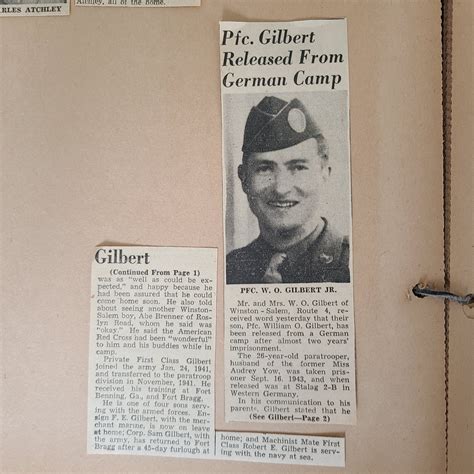 ARLES ATCHLEY
Atchley, all of the home.
Pfc. Gilbert
Released From
German Camp
PFC. W. O. GILBERT JR.
Mr. and Mrs. W. O. Gilbert of
Winston-Salem, Route 4, re-
ceived word yesterday that their
son, Pfc. William O. Gilbert, has
been released from a German
camp after almost two years'
imprisonment.
The 26-year-old paratrooper,
husband of the former Miss
Audrey Yow, was taken pris-
oner Sept. 16, 1943, and when
released was at Stalag 2-B in
Western Germany.
In his communication to his
parents, Gilbert stated that he
(See Gilbert—Page 2)
Gilbert
(Continued From Page 1)
was as "well as could be ex-
pected," and happy because he
had been assured that he could
come home soon. He also told
about seeing another Winston-
Salem boy, Abe Brenner of Ros-
lyn Road, whom he said was
"okay." He said the American
Red Cross had been "wonderful"
to him and his buddies while in
camp.
Private First Class Gilbert
joined the army Jan. 24, 1941,
and transferred to the paratroop
division in November, 1941. He
received his training at Fort
Benning, Ga., and Fort Bragg.
He is one of four sons serv-
ing with the armed forces. En-
sign F. E. Gilbert, with the mer-
chant marine, is now on leave
at home; Corp. Sam Gilbert, with
the army, has returned to Fort
Bragg after a 45-day furlough at
home; and Machinist Mate First
Class Robert E. Gilbert is serv-
ing with the navy at sea.